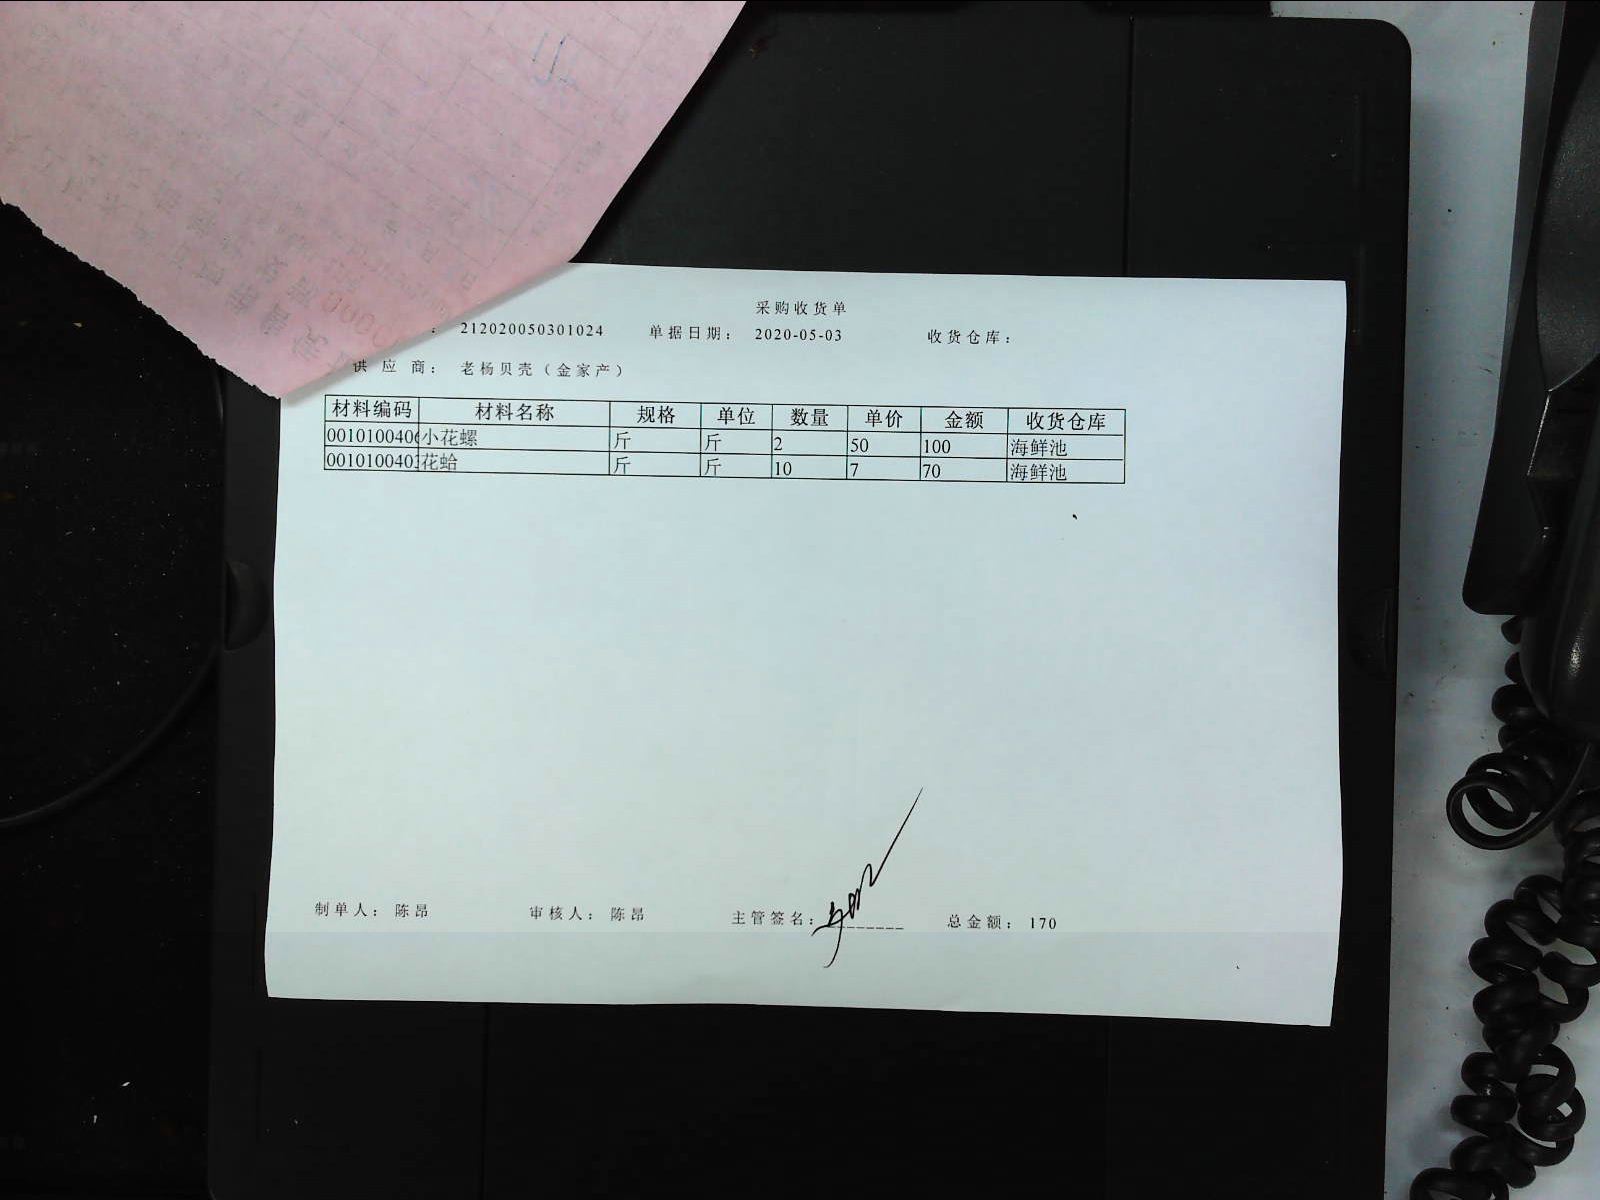 采购收货单
: 212020050301024 单据日期: 2020-05-03 收货仓库:
供应商: 老杨贝壳（金家产）
材料编码 材料名称 规格 单位 数量 单价 金额 收货仓库
0010100406 小花螺 斤 斤 2 50 100 海鲜池
001010040 花蛤 斤 斤 10 7 70 海鲜池
制单人: 陈昂 审核人: 陈昂 主管签名: 总金额: 170